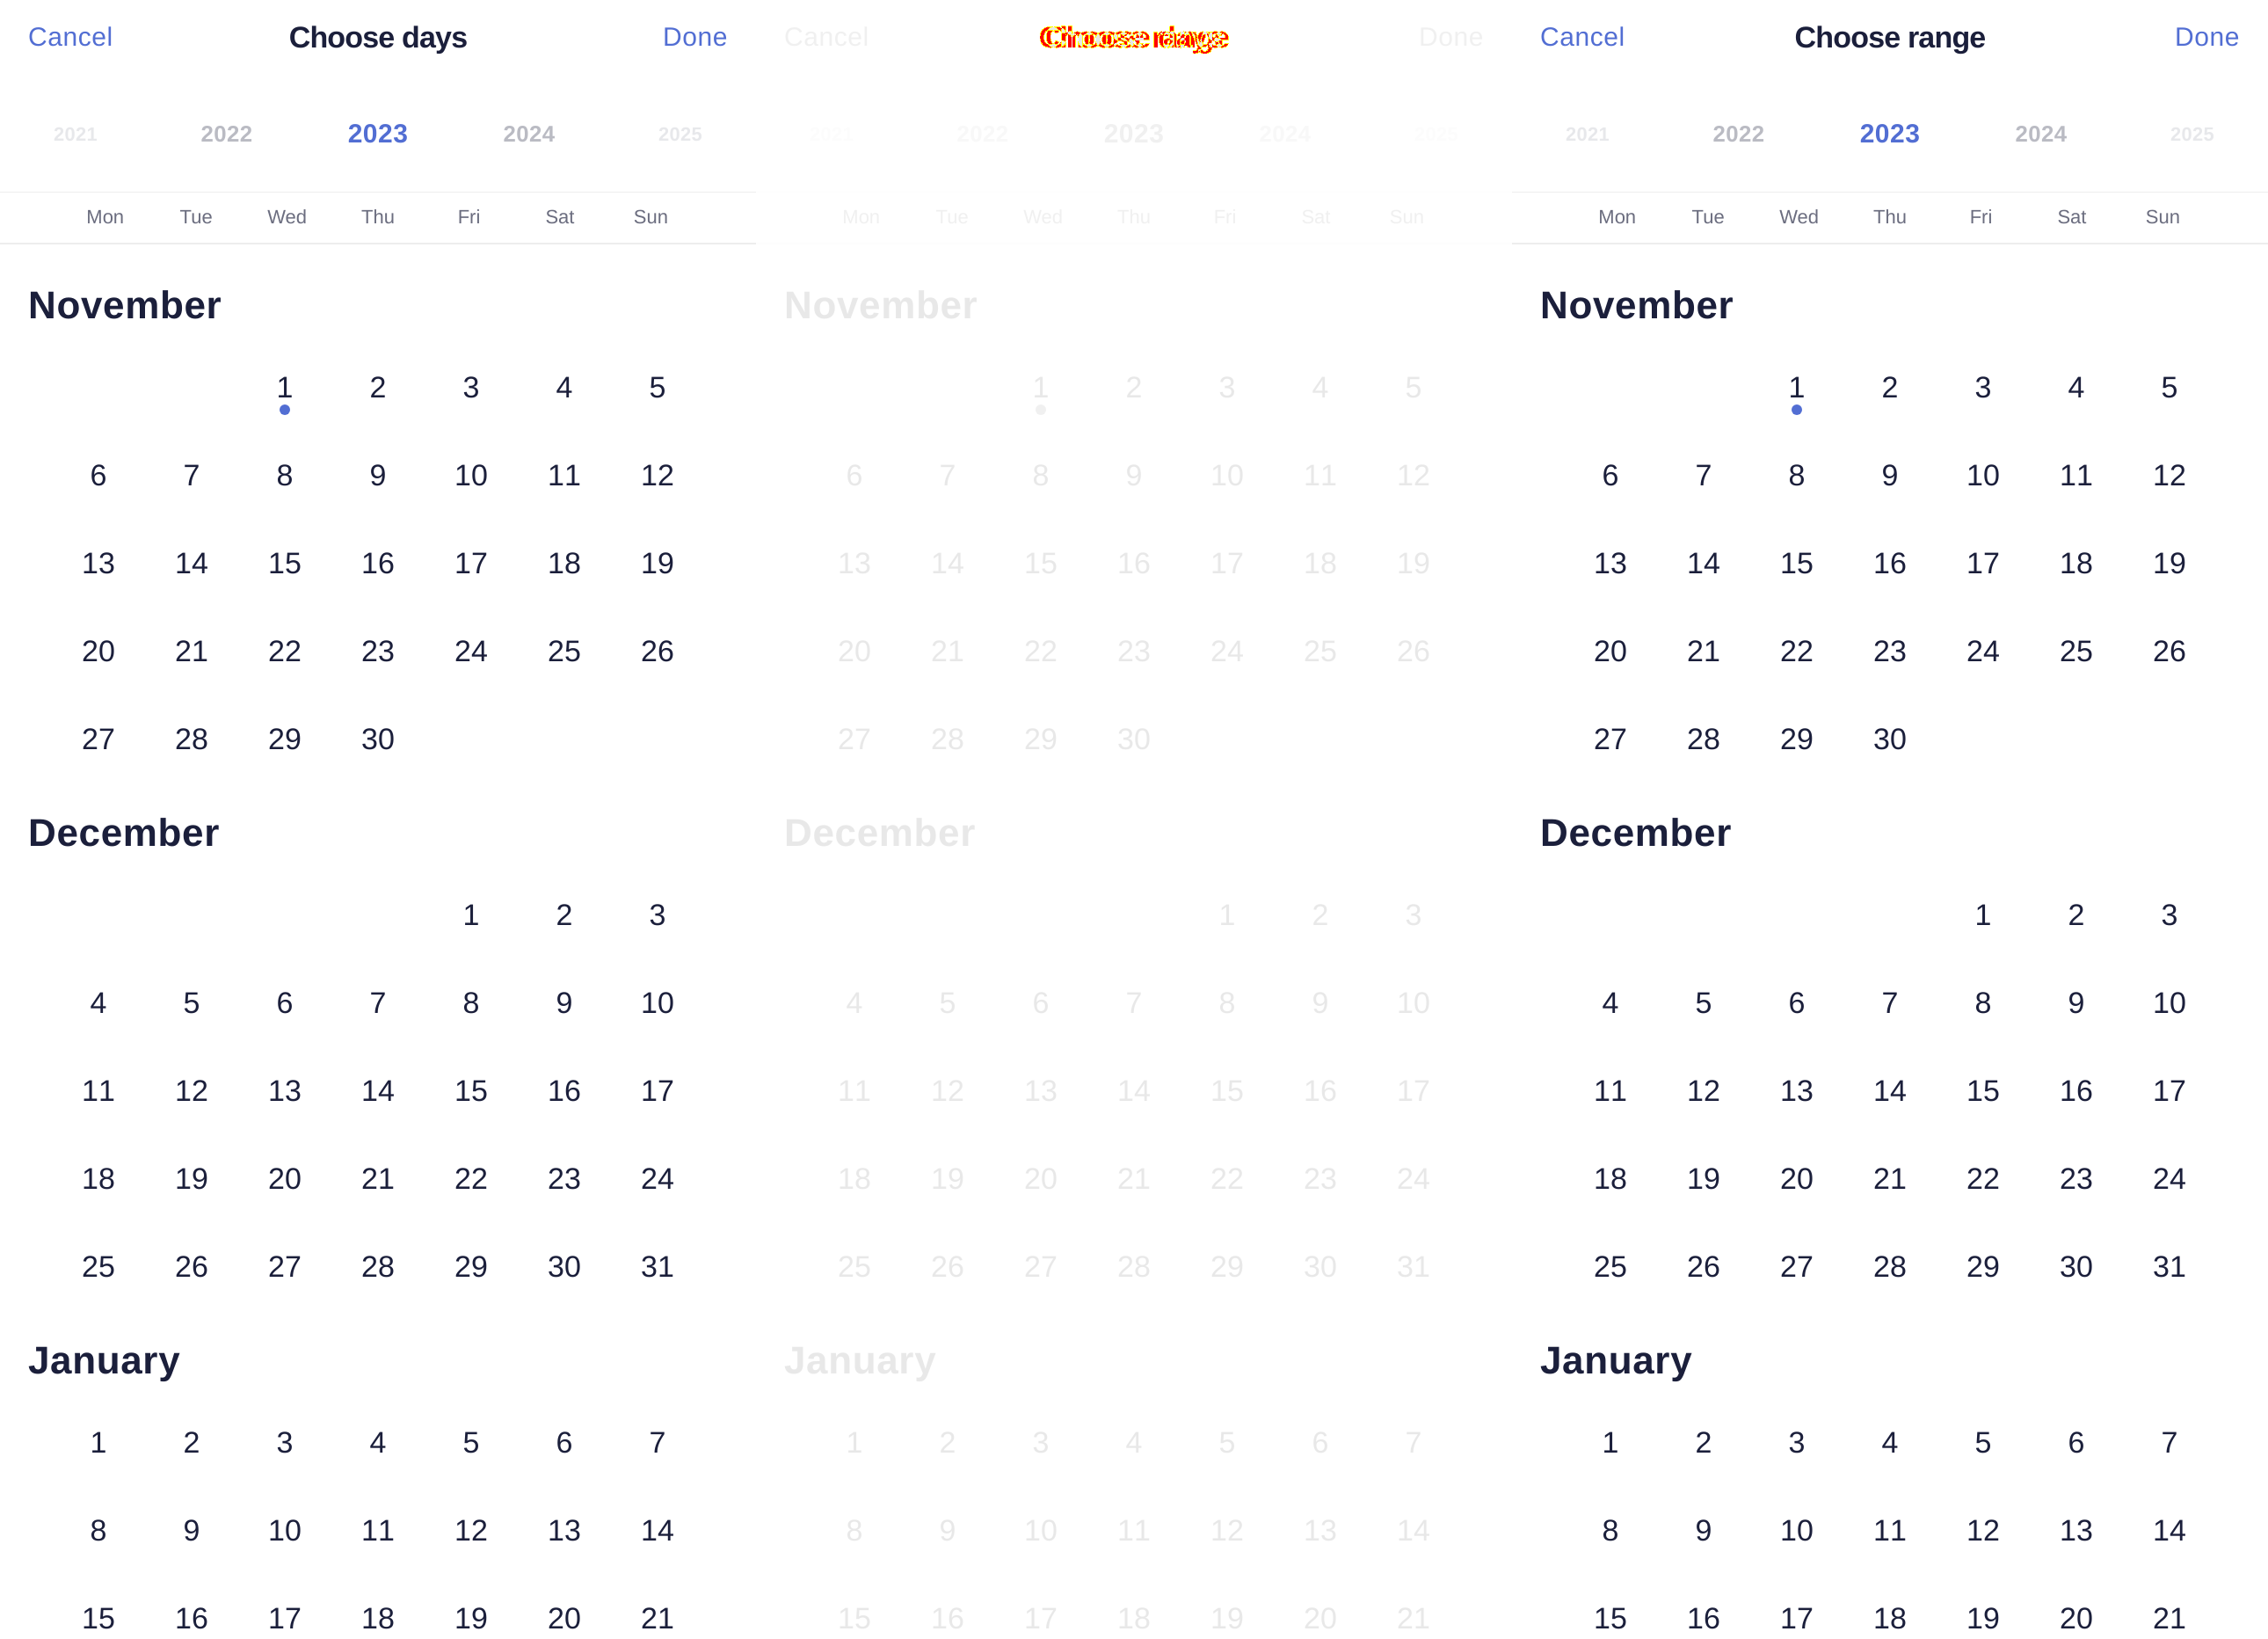 Cancel Choose days Done
2021 2022 2023 2024 2025
Mon Tue Wed Thu Fri Sat Sun
November
1 2 3 4 5
6 7 8 9 10 11 12
13 14 15 16 17 18 19
20 21 22 23 24 25 26
27 28 29 30
December
1 2 3
4 5 6 7 8 9 10
11 12 13 14 15 16 17
18 19 20 21 22 23 24
25 26 27 28 29 30 31
January
1 2 3 4 5 6 7
8 9 10 11 12 13 14
15 16 17 18 19 20 21
Cancel Done
2021 2022 2023 2024 2025
Mon Tue Wed Thu Fri Sat Sun
November
1 2 3 4 5
6 7 8 9 10 11 12
13 14 15 16 17 18 19
20 21 22 23 24 25 26
27 28 29 30
December
1 2 3
4 5 6 7 8 9 10
11 12 13 14 15 16 17
18 19 20 21 22 23 24
25 26 27 28 29 30 31
January
1 2 3 4 5 6 7
8 9 10 11 12 13 14
15 16 17 18 19 20 21
Cancel Choose range Done
2021 2022 2023 2024 2025
Mon Tue Wed Thu Fri Sat Sun
November
1 2 3 4 5
6 7 8 9 10 11 12
13 14 15 16 17 18 19
20 21 22 23 24 25 26
27 28 29 30
December
1 2 3
4 5 6 7 8 9 10
11 12 13 14 15 16 17
18 19 20 21 22 23 24
25 26 27 28 29 30 31
January
1 2 3 4 5 6 7
8 9 10 11 12 13 14
15 16 17 18 19 20 21